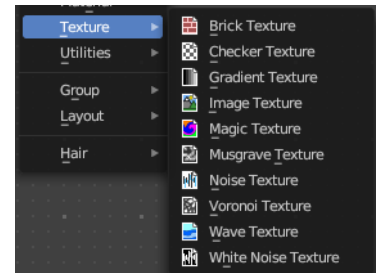 Texture
Utilities
Group
Layout
Hair
Brick Texture
Checker Texture
Gradient Texture
Image Texture
Magic Texture
Musgrave Texture
Noise Texture
Voronoi Texture
Wave Texture
White Noise Texture